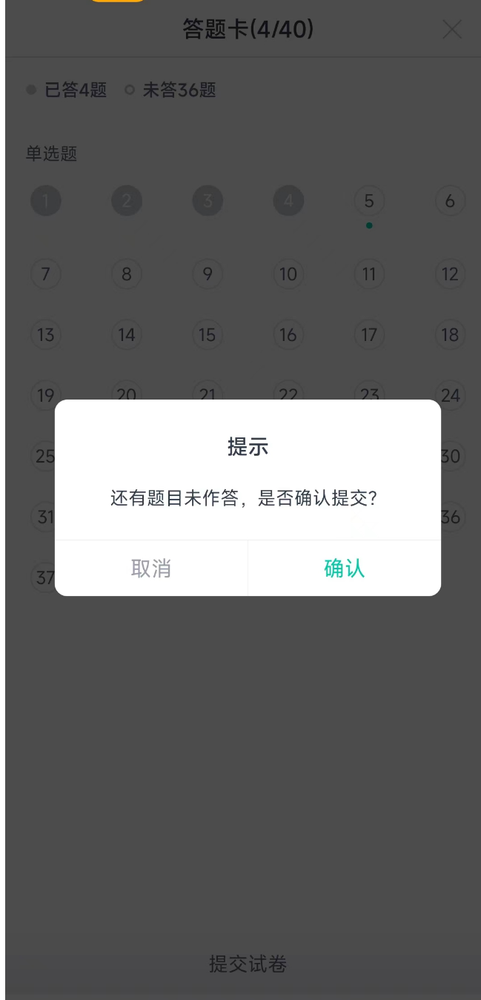 答题卡(4/40)
已答4题 未答36题
单选题
1 2 3 4 5 6
7 8 9 10 11 12
13 14 15 16 17 18
19 20 21 22 23 24
25 30
提示
还有题目未作答，是否确认提交？
31 36
取消 确认
37
提交试卷